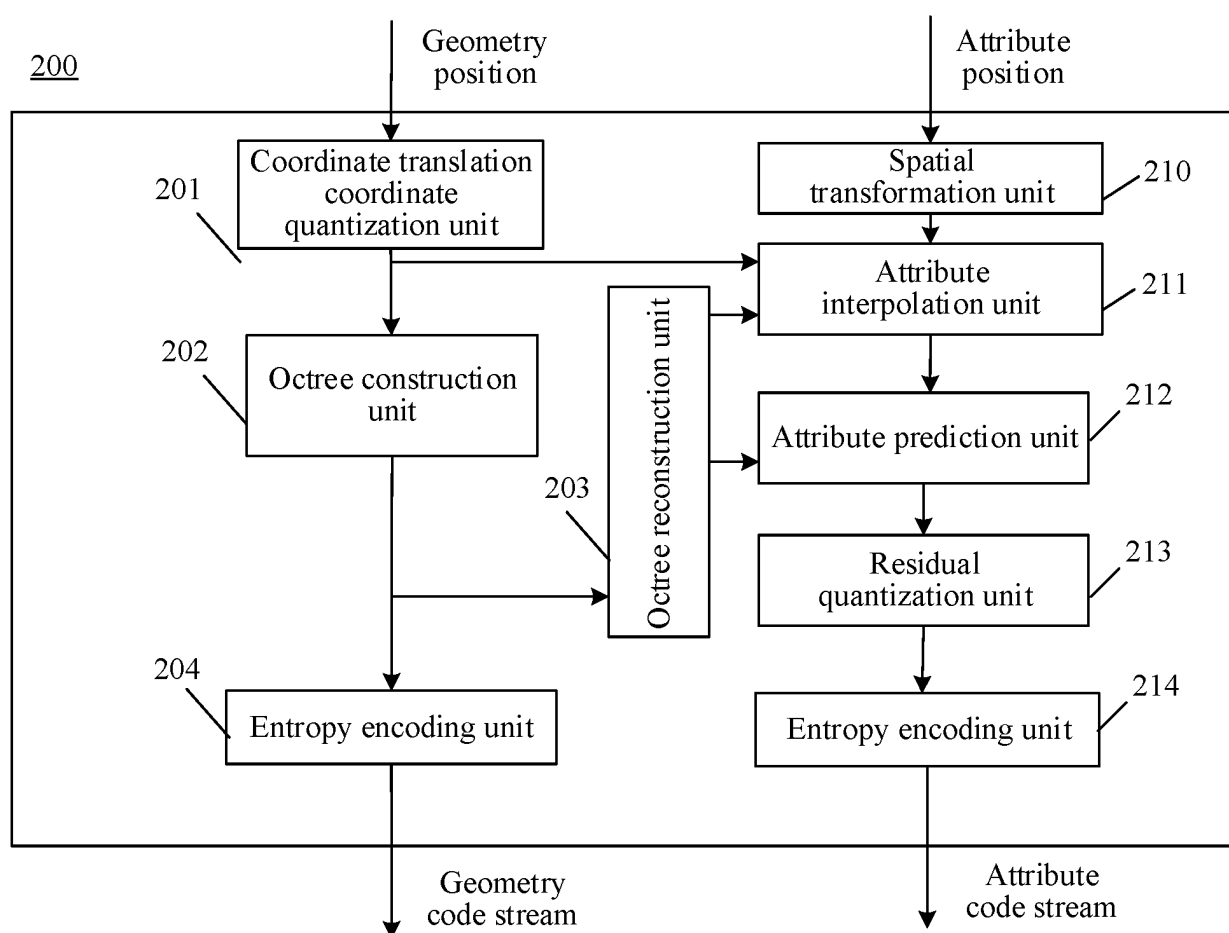 200
Geometry
position
Attribute
position
Coordinate translation
coordinate
quantization unit
201
Spatial
transformation unit
210
Attribute
interpolation unit
211
Octree construction
unit
202
Octree reconstruction unit
203
Attribute prediction unit
212
Residual
quantization unit
213
Entropy encoding unit
204
Entropy encoding unit
214
Geometry
code stream
Attribute
code stream